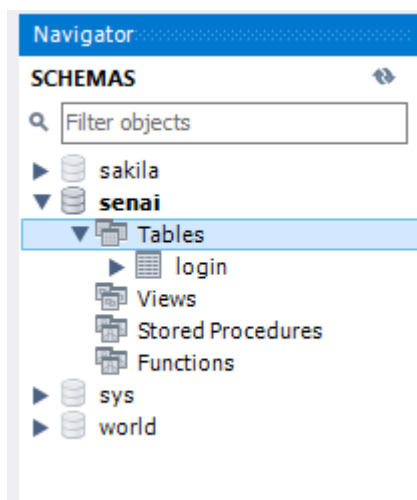 Navigator
SCHEMAS
Filter objects
sakila
senai
Tables
login
Views
Stored Procedures
Functions
sys
world